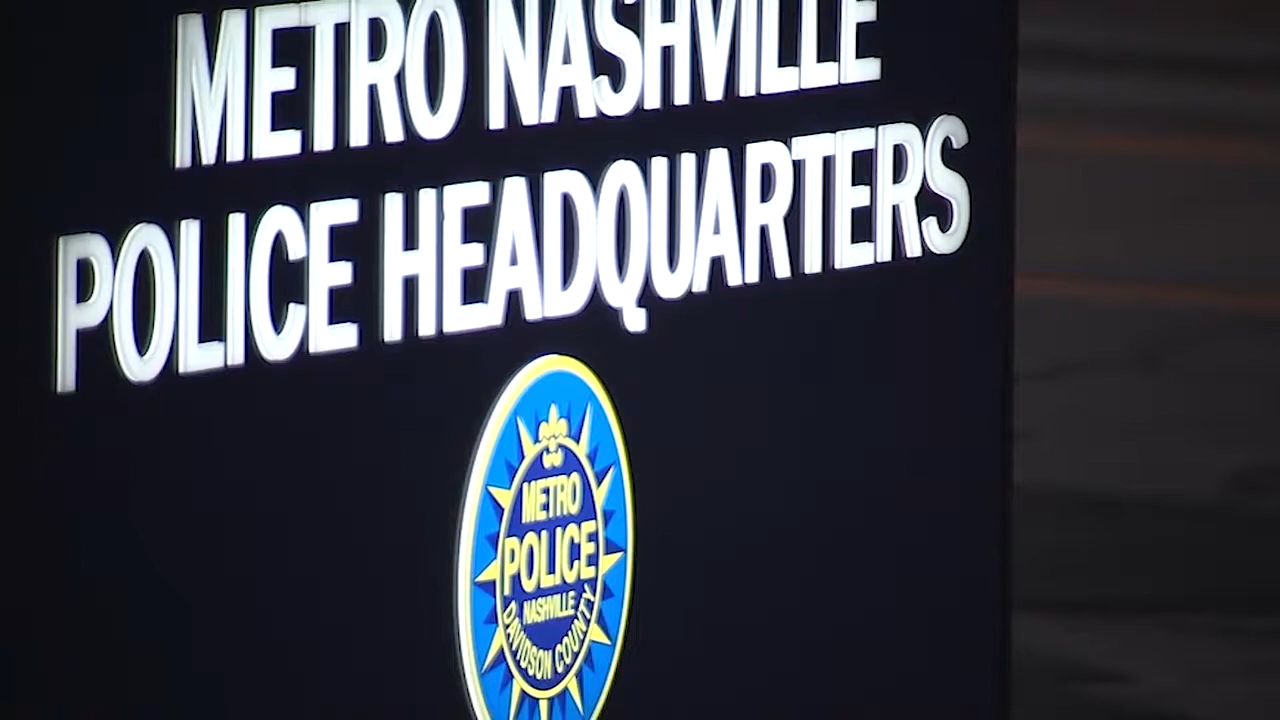 METRO NASHVILLE
POLICE HEADQUARTERS
METRO
POLICE
NASHVILLE
DAVIDSON COUNTY